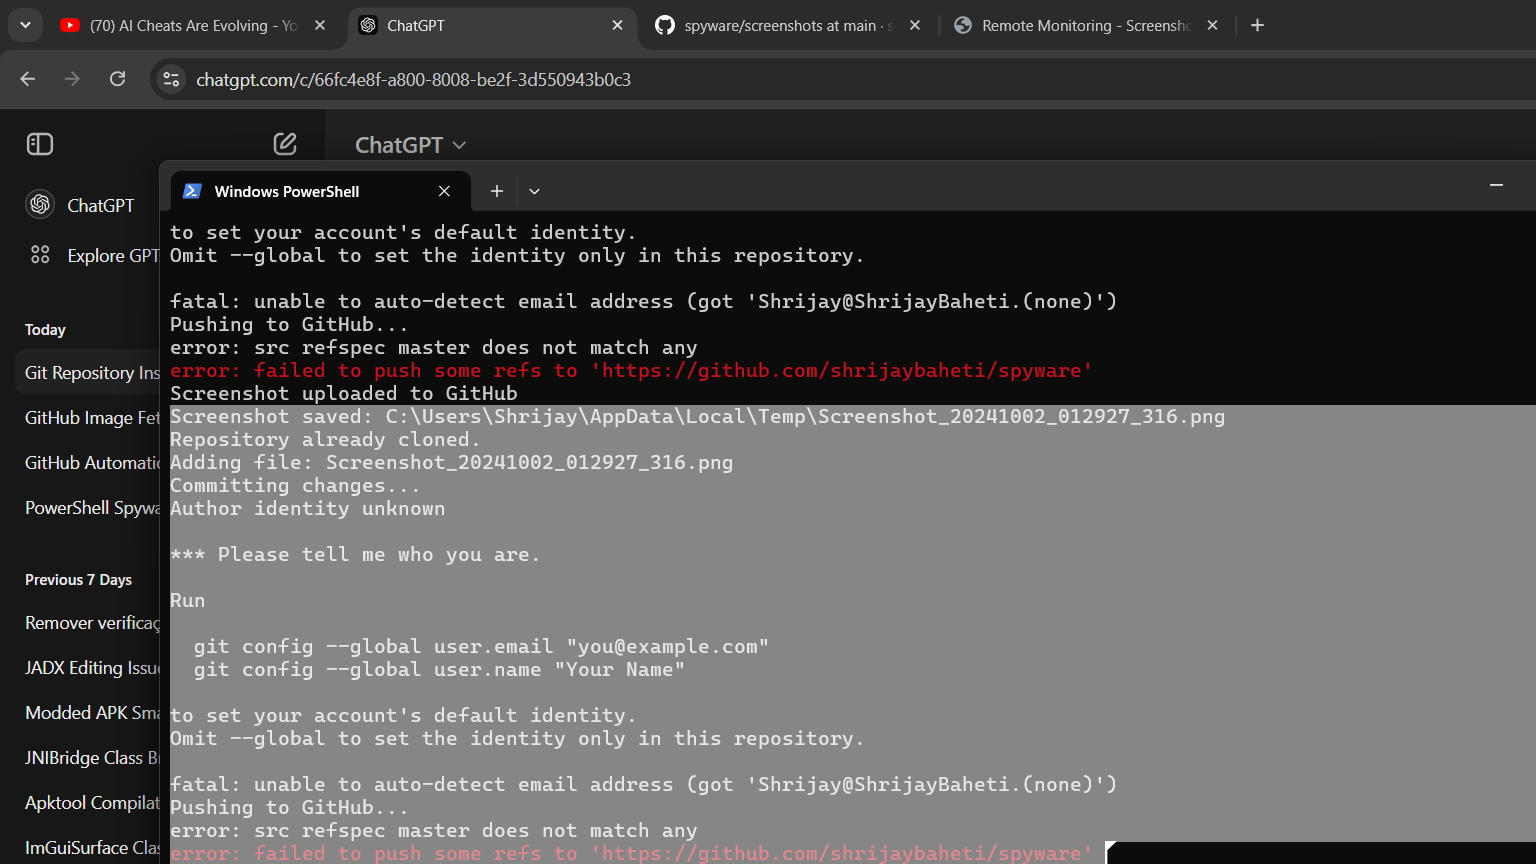 (70) AI Cheats Are Evolving - Yo
ChatGPT
spyware/screenshots at main · s
Remote Monitoring - Screensho
chatgpt.com/c/66fc4e8f-a800-8008-be2f-3d550943b0c3
ChatGPT
ChatGPT
Explore GPT
Today
Git Repository Ins
GitHub Image Fet
GitHub Automatic
PowerShell Spywa
Previous 7 Days
Remover verificaç
JADX Editing Issue
Modded APK Sma
JNIBridge Class B
Apktool Compilat
ImGuiSurface Clas
Windows PowerShell
to set your account's default identity.
Omit --global to set the identity only in this repository.
fatal: unable to auto-detect email address (got 'Shrijay@ShrijayBaheti.(none)')
Pushing to GitHub...
error: src refspec master does not match any
error: failed to push some refs to 'https://github.com/shrijaybaheti/spyware'
Screenshot uploaded to GitHub
Screenshot saved: C:\Users\Shrijay\AppData\Local\Temp\Screenshot_20241002_012927_316.png
Repository already cloned.
Adding file: Screenshot_20241002_012927_316.png
Committing changes...
Author identity unknown
*** Please tell me who you are.
Run
git config --global user.email "you@example.com"
git config --global user.name "Your Name"
to set your account's default identity.
Omit --global to set the identity only in this repository.
fatal: unable to auto-detect email address (got 'Shrijay@ShrijayBaheti.(none)')
Pushing to GitHub...
error: src refspec master does not match any
error: failed to push some refs to 'https://github.com/shrijaybaheti/spyware'